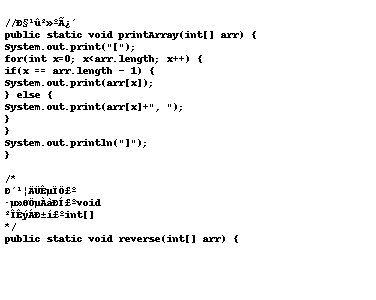 //Ð§¹û²»ºÃ¿´
public static void printArray(int[] arr) {
System.out.print("[");
for(int x=0; x<arr.length; x++) {
if(x == arr.length - 1) {
System.out.print(arr[x]);
} else {
System.out.print(arr[x]+", ");
}
}
System.out.println("]");
}

/*
Ð´¹¦ÄÜÊµÏÖ£º
·µ»ØÖµÀàÐÍ£ºvoid
²ÎÊýÁÐ±í£ºint[]
*/
public static void reverse(int[] arr) {